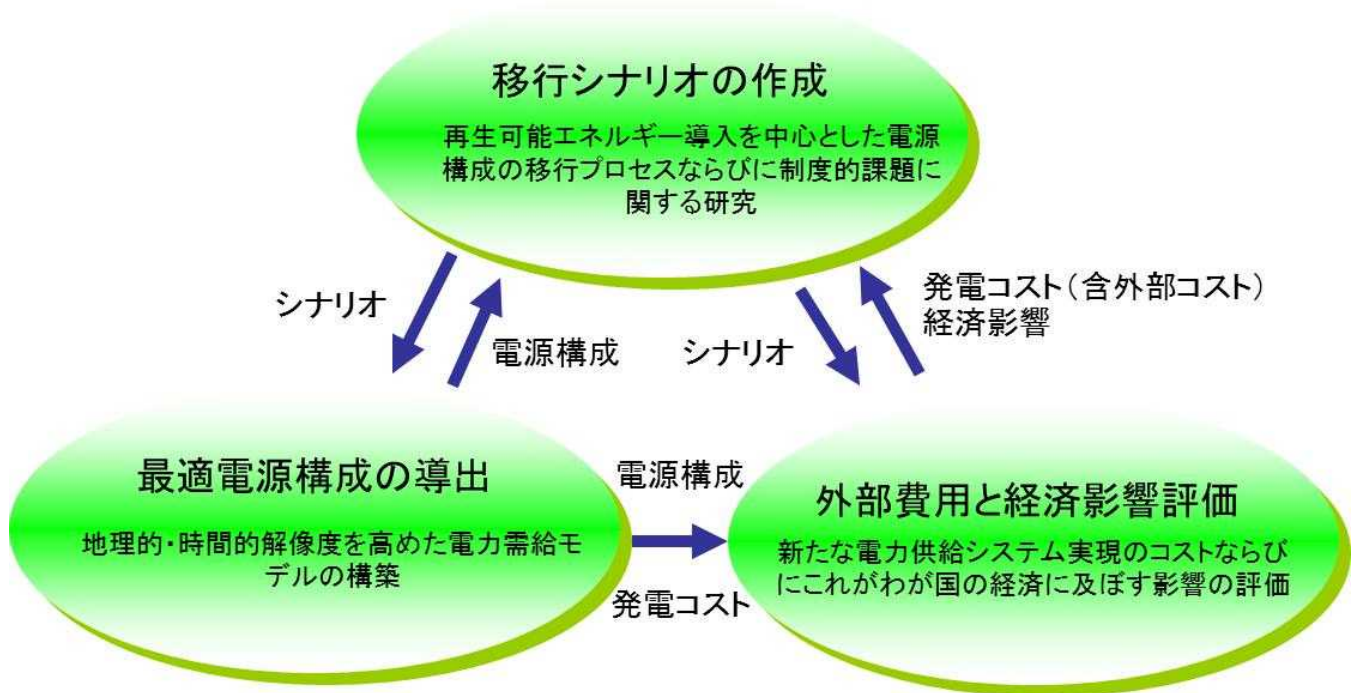 移行シナリオの作成
再生可能エネルギー導入を中心とした電源
構成の移行プロセスならびに制度的課題に
関する研究
シナリオ
電源構成
シナリオ
発電コスト（含外部コスト）
経済影響
最適電源構成の導出
地理的・時間的解像度を高めた電力需給モ
デルの構築
電源構成
発電コスト
外部費用と経済影響評価
新たな電力供給システム実現のコストならび
にこれがわが国の経済に及ぼす影響の評価